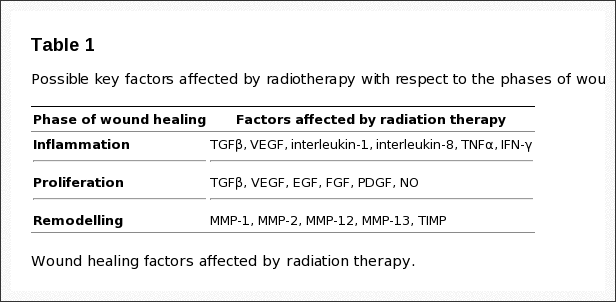 Table 1
Possible key factors affected by radiotherapy with respect to the phases of wou
Phase of wound healing Factors affected by radiation therapy
Inflammation TGFβ, VEGF, interleukin-1, interleukin-8, TNFα, IFN-γ
Proliferation TGFβ, VEGF, EGF, FGF, PDGF, NO
Remodelling MMP-1, MMP-2, MMP-12, MMP-13, TIMP
Wound healing factors affected by radiation therapy.